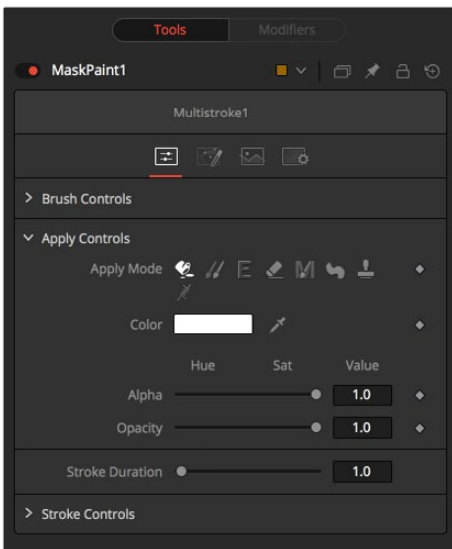 Tools Modifiers
MaskPaint1
Multistroke1
Brush Controls
Apply Controls
Apply Mode
Color
Hue Sat Value
Alpha 1.0
Opacity 1.0
Stroke Duration 1.0
Stroke Controls